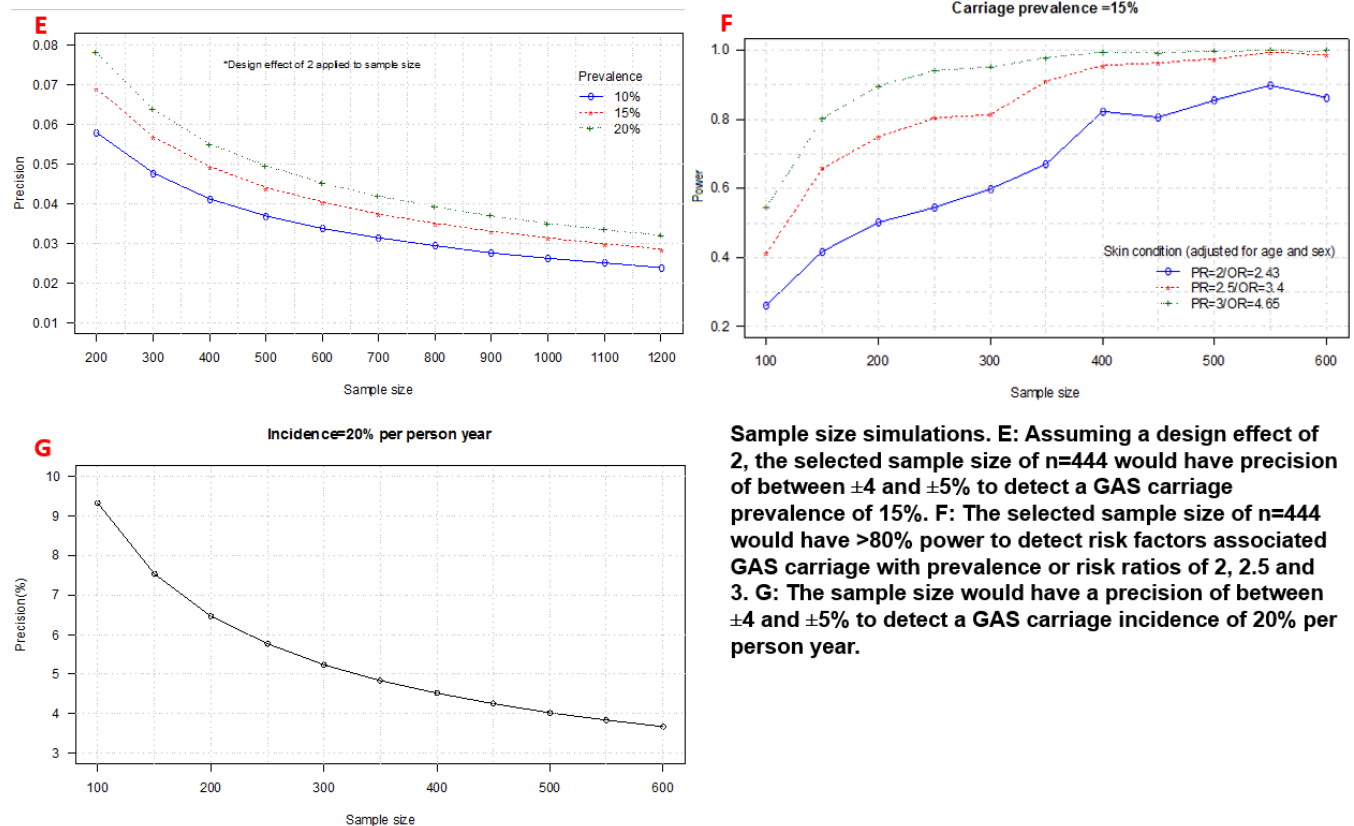 E
0.08
0.07
0.06
0.05
0.04
0.03
0.02
0.01
Precision
*Design effect of 2 applied to sample size
Prevalence
10%
15%
20%
200 300 400 500 600 700 800 900 1000 1100 1200
Sample size
F
Carriage prevalence =15%
1.0
0.8
0.6
0.4
0.2
Power
Skin condition (adjusted for age and sex)
PR=2/OR=2.43
PR=2.5/OR=3.4
PR=3/OR=4.65
100 200 300 400 500 600
Sample size
G
Incidence=20% per person year
10
9
8
7
6
5
4
3
Precision(%)
100 200 300 400 500 600
Sample size
Sample size simulations. E: Assuming a design effect of
2, the selected sample size of n=444 would have precision
of between ±4 and ±5% to detect a GAS carriage
prevalence of 15%. F: The selected sample size of n=444
would have >80% power to detect risk factors associated
GAS carriage with prevalence or risk ratios of 2, 2.5 and
3. G: The sample size would have a precision of between
±4 and ±5% to detect a GAS carriage incidence of 20% per
person year.